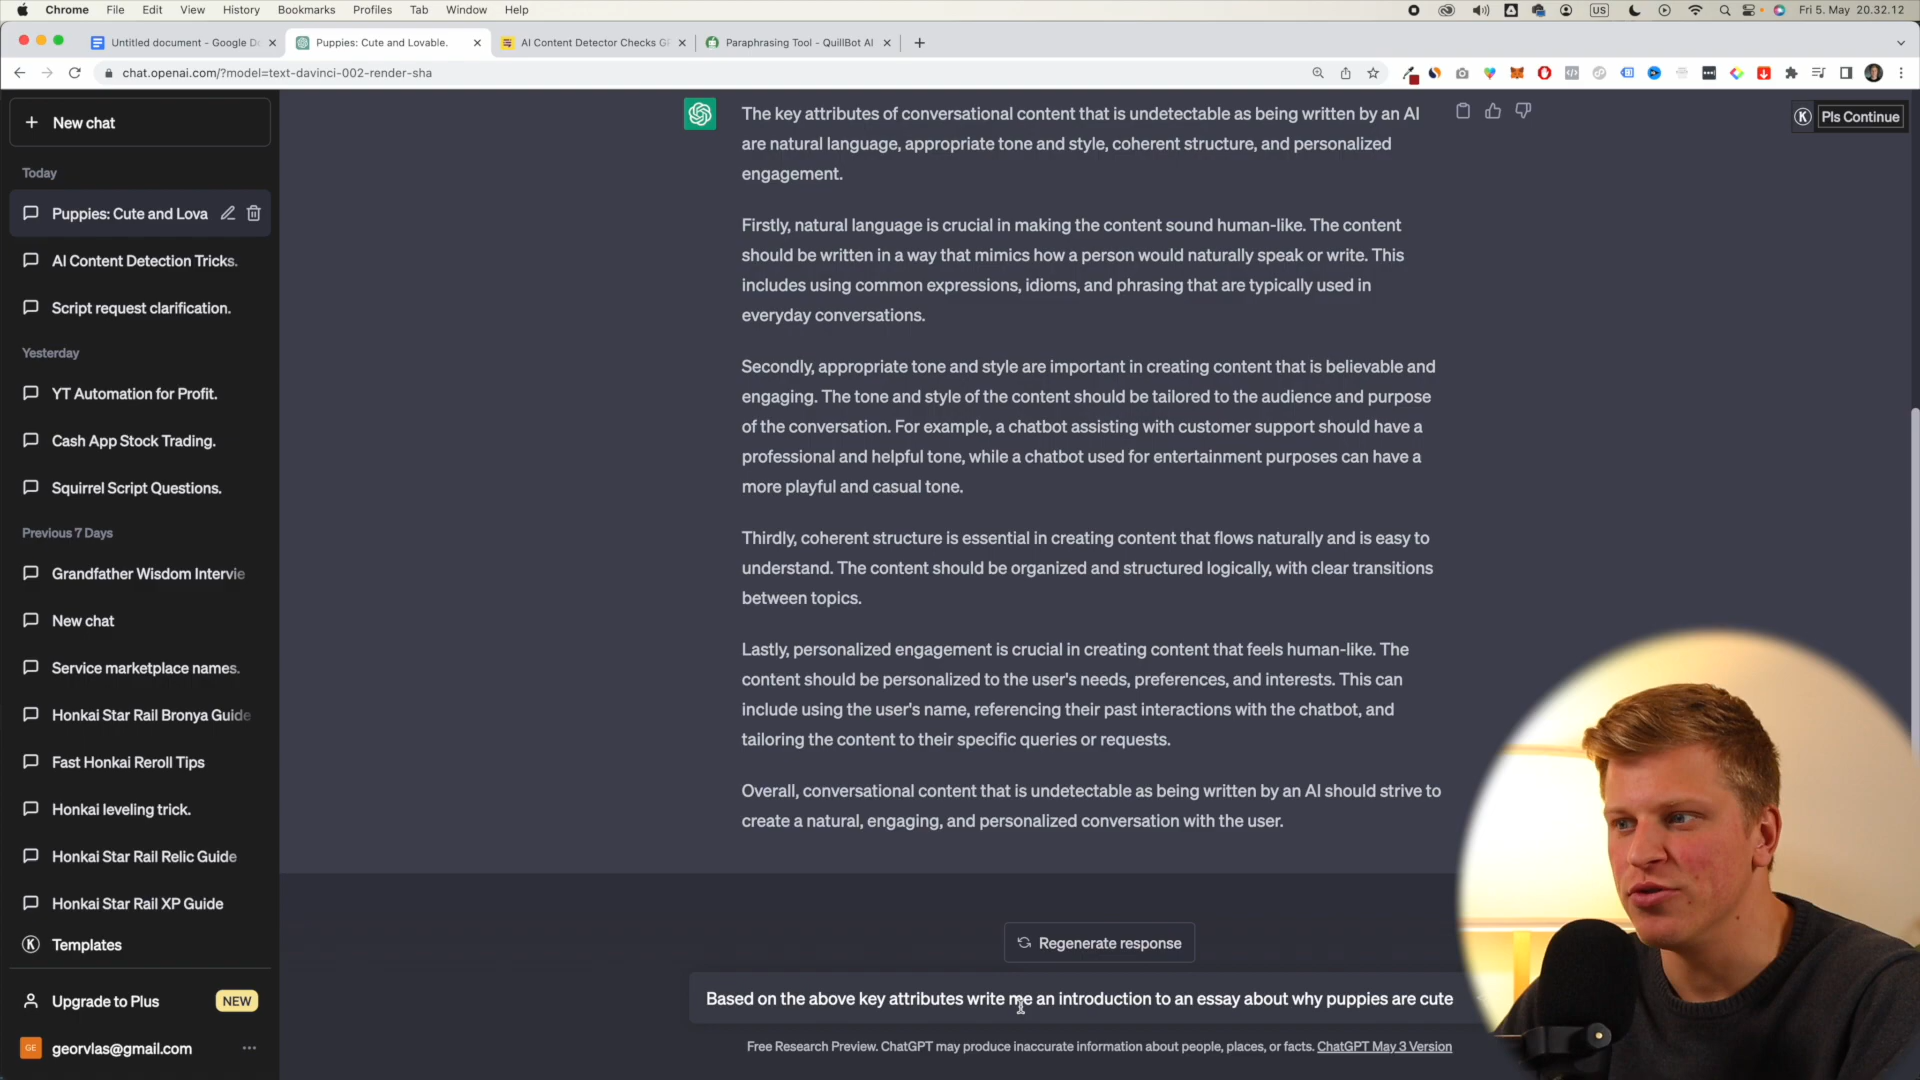 Chrome File Edit View History Bookmarks Profiles Tab Window Help US Fri 5. May 20.32.12
Untitled document - Google Do Puppies: Cute and Lovable. AI Content Detector Checks GP Paraphrasing Tool - QuillBot AI
chat.openai.com/?model=text-davinci-002-render-sha
New chat
Today
Puppies: Cute and Lova
AI Content Detection Tricks.
Script request clarification.
Yesterday
YT Automation for Profit.
Cash App Stock Trading.
Squirrel Script Questions.
Previous 7 Days
Grandfather Wisdom Intervie
New chat
Service marketplace names.
Honkai Star Rail Bronya Guide
Fast Honkai Reroll Tips
Honkai leveling trick.
Honkai Star Rail Relic Guide
Honkai Star Rail XP Guide
K Templates
Upgrade to Plus NEW
GE georvlas@gmail.com
K Pls Continue
The key attributes of conversational content that is undetectable as being written by an AI
are natural language, appropriate tone and style, coherent structure, and personalized
engagement.
Firstly, natural language is crucial in making the content sound human-like. The content
should be written in a way that mimics how a person would naturally speak or write. This
includes using common expressions, idioms, and phrasing that are typically used in
everyday conversations.
Secondly, appropriate tone and style are important in creating content that is believable and
engaging. The tone and style of the content should be tailored to the audience and purpose
of the conversation. For example, a chatbot assisting with customer support should have a
professional and helpful tone, while a chatbot used for entertainment purposes can have a
more playful and casual tone.
Thirdly, coherent structure is essential in creating content that flows naturally and is easy to
understand. The content should be organized and structured logically, with clear transitions
between topics.
Lastly, personalized engagement is crucial in creating content that feels human-like. The
content should be personalized to the user's needs, preferences, and interests. This can
include using the user's name, referencing their past interactions with the chatbot, and
tailoring the content to their specific queries or requests.
Overall, conversational content that is undetectable as being written by an AI should strive to
create a natural, engaging, and personalized conversation with the user.
Regenerate response
Based on the above key attributes write me an introduction to an essay about why puppies are cute
Free Research Preview. ChatGPT may produce inaccurate information about people, places, or facts. ChatGPT May 3 Version